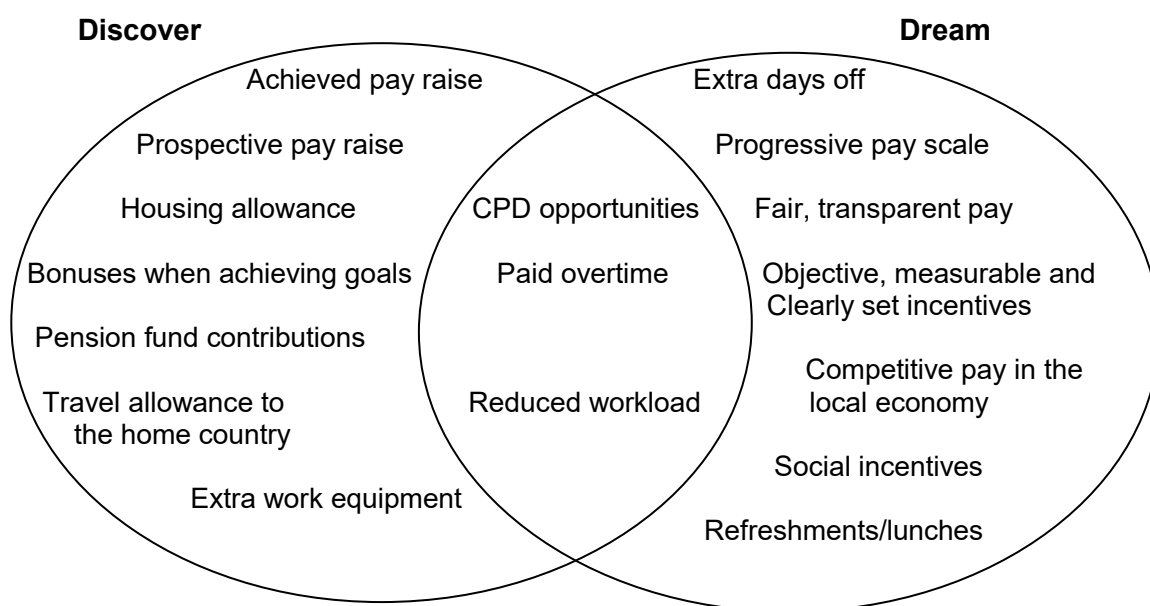 Discover
Dream
Achieved pay raise
Extra days off
Prospective pay raise
Progressive pay scale
Housing allowance
CPD opportunities
Fair, transparent pay
Bonuses when achieving goals
Paid overtime
Objective, measurable and
Clearly set incentives
Pension fund contributions
Competitive pay in the
local economy
Travel allowance to
the home country
Reduced workload
Social incentives
Extra work equipment
Refreshments/lunches